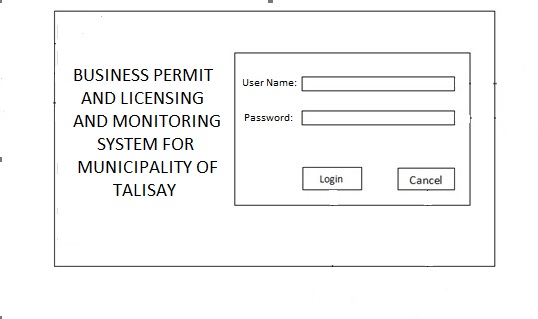 BUSINESS PERMIT
AND LICENSING
AND MONITORING
SYSTEM FOR
MUNICIPALITY OF
TALISAY
User Name:
Password:
Login
Cancel